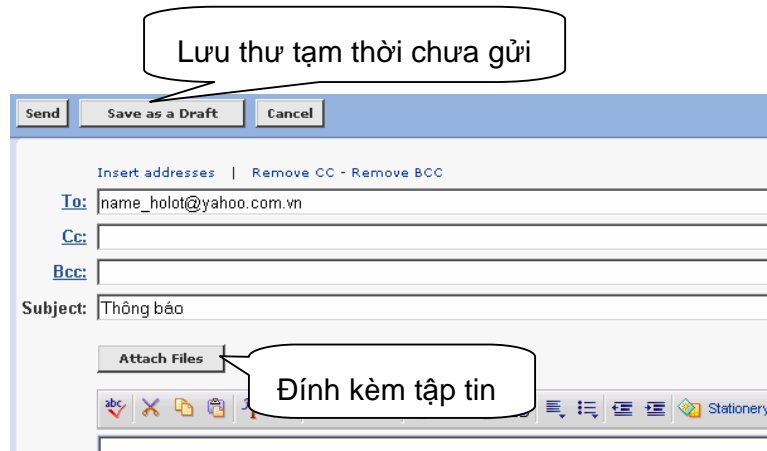 Lưu thư tạm thời chưa gửi
Send Save as a Draft Cancel
Insert addresses | Remove CC - Remove BCC
To: name_holot@yahoo.com.vn
Cc:
Bcc:
Subject: Thông báo
Attach Files
Đính kèm tập tin
abc Stationery